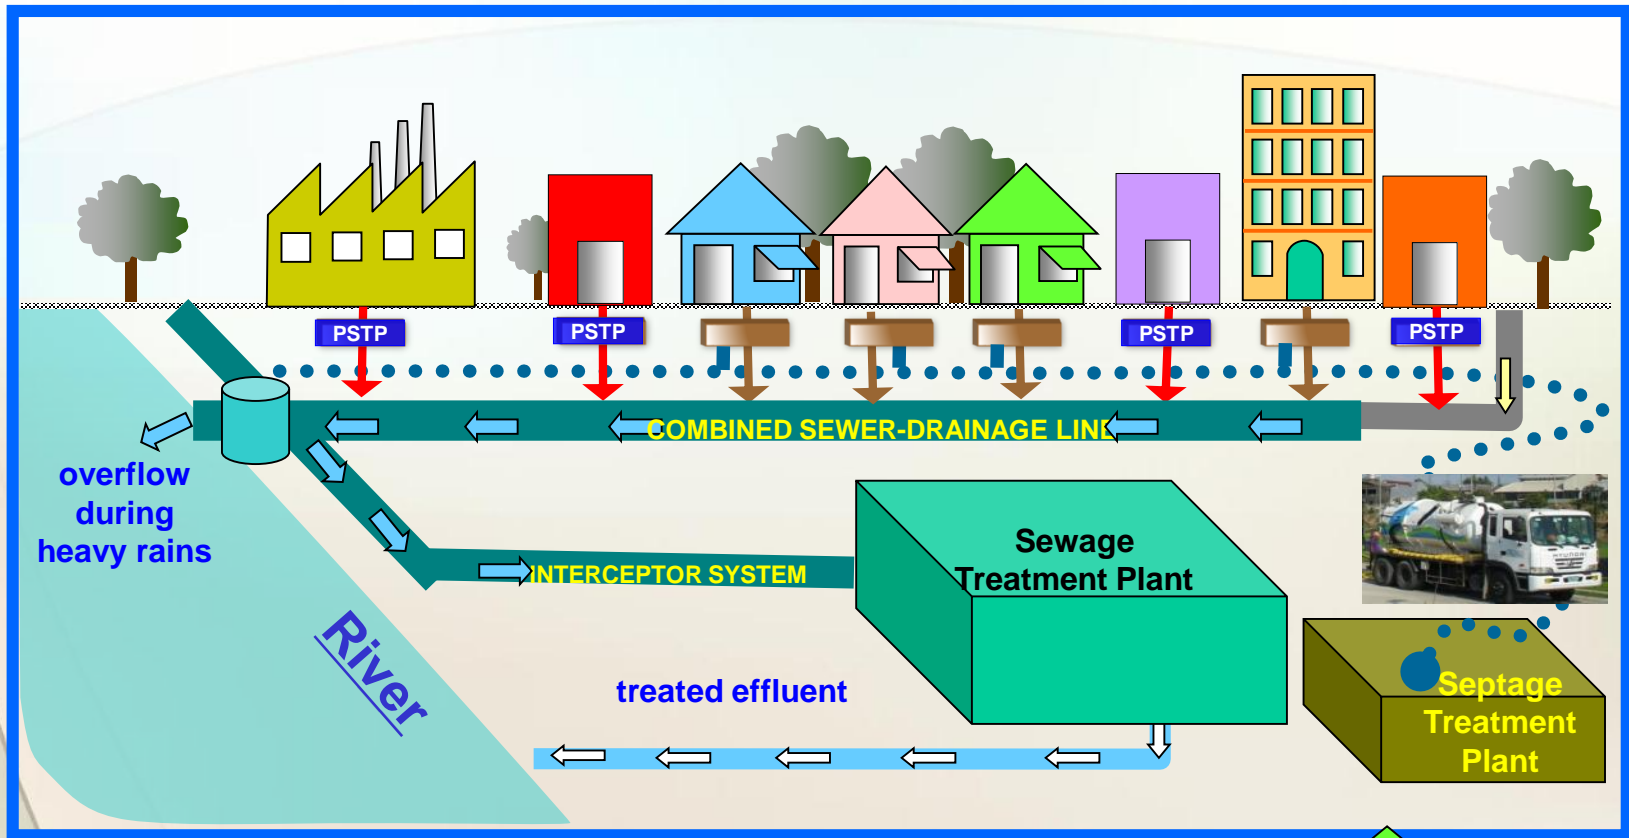 PSTP
PSTP
PSTP
PSTP
COMBINED SEWER-DRAINAGE LINE
overflow
during
heavy rains
HYUNDAI
Sewage
Treatment Plant
INTERCEPTOR SYSTEM
River
treated effluent
Septage
Treatment
Plant